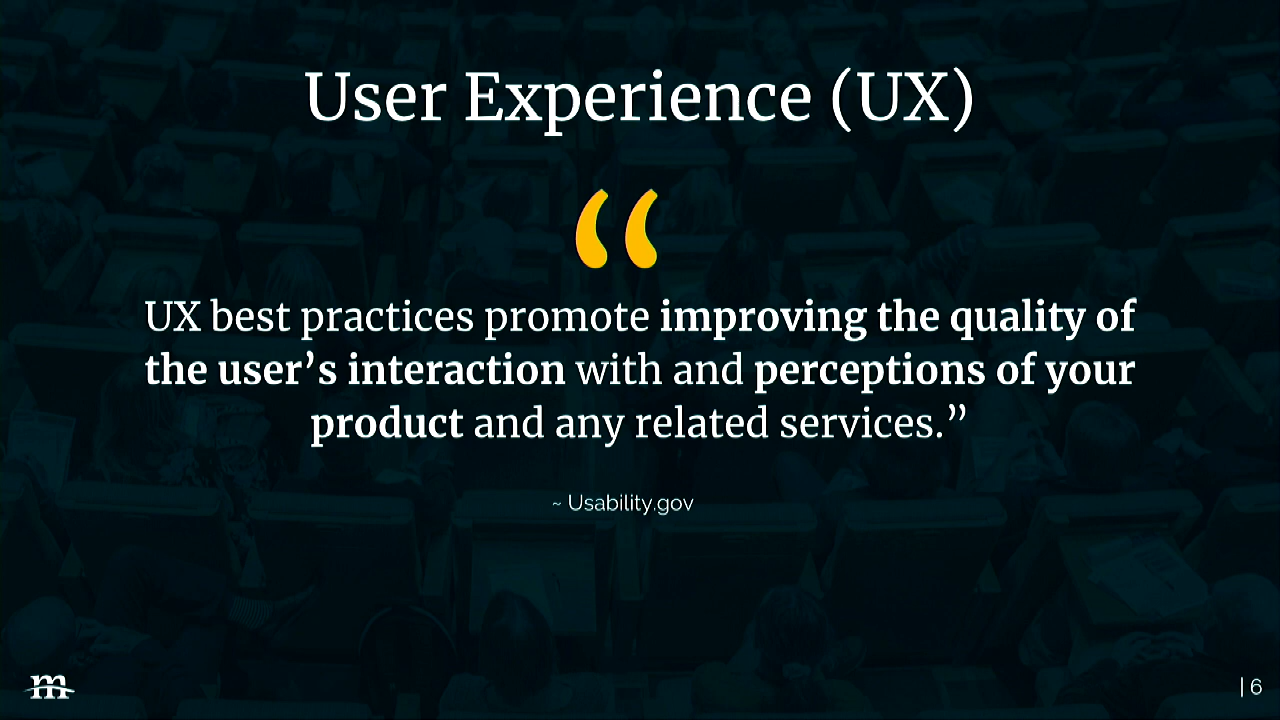 User Experience (UX)
“
UX best practices promote improving the quality of
the user’s interaction with and perceptions of your
product and any related services.”
~ Usability.gov
m
| 6